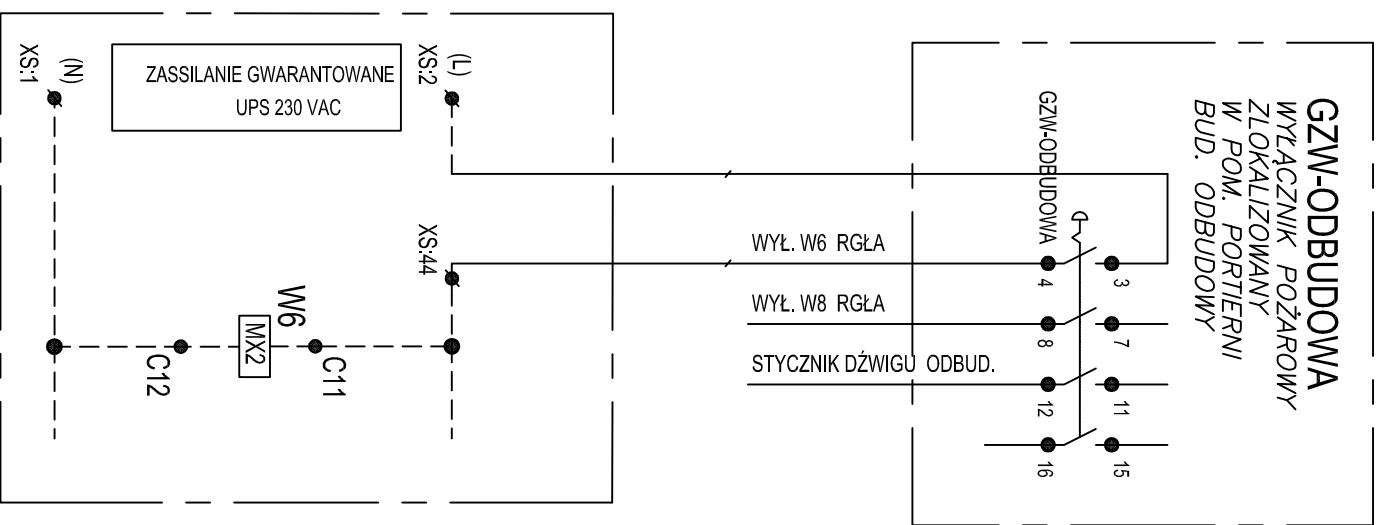 (N)
XS:1
ZASSILANIE GWARANTOWANE
UPS 230 VAC
(L)
XS:2
XS:44
W6
MX2
C11
C12
WYŁ. W6 RGŁA
WYŁ. W8 RGŁA
STYCZNIK DŹWIGU ODBUD.
GZW-ODBUDOWA
4
3
8
7
12
11
16
15
GZW-ODBUDOWA
WYŁĄCZNIK POŻAROWY
ZLOKALIZOWANY
W POM. PORTIERNI
BUD. ODBUDOWY